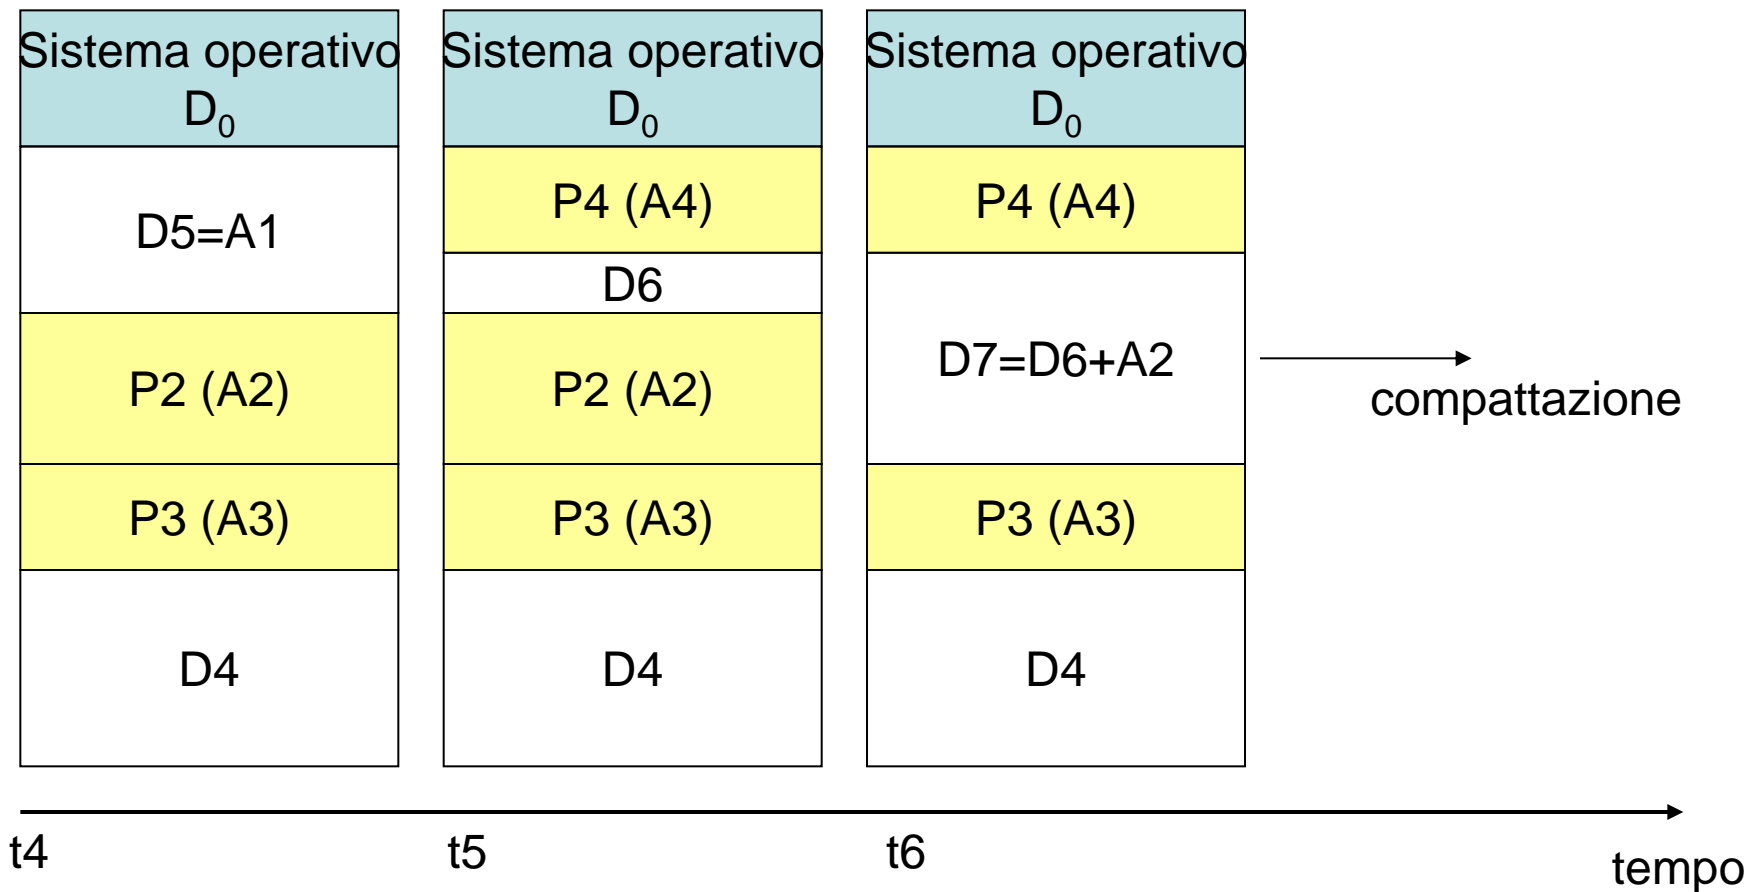 Sistema operativo
D₀
D5=A1
P2 (A2)
P3 (A3)
D4
Sistema operativo
D₀
P4 (A4)
D6
P2 (A2)
P3 (A3)
D4
Sistema operativo
D₀
P4 (A4)
D7=D6+A2
P3 (A3)
D4
compattazione
t4
t5
t6
tempo